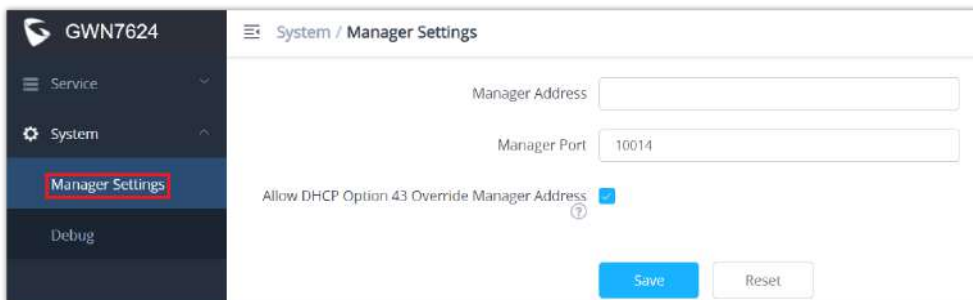 GWN7624
System / Manager Settings
Service
System
Manager Settings
Debug
Manager Address
Manager Port 10014
Allow DHCP Option 43 Override Manager Address
?
Save Reset